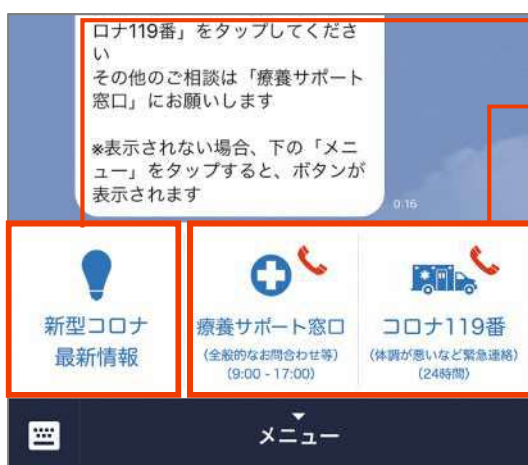 ロナ119番」をタップしてくださ
い
その他のご相談は「療養サポート
窓口」にお願いします
※表示されない場合、下の「メニ
ュー」をタップすると、ボタンが
表示されます
0:16
新型コロナ
最新情報
療養サポート窓口
(全般的なお問合わせ等)
(9:00 - 17:00)
コロナ119番
(体調が悪いなど緊急連絡)
(24時間)
メニュー